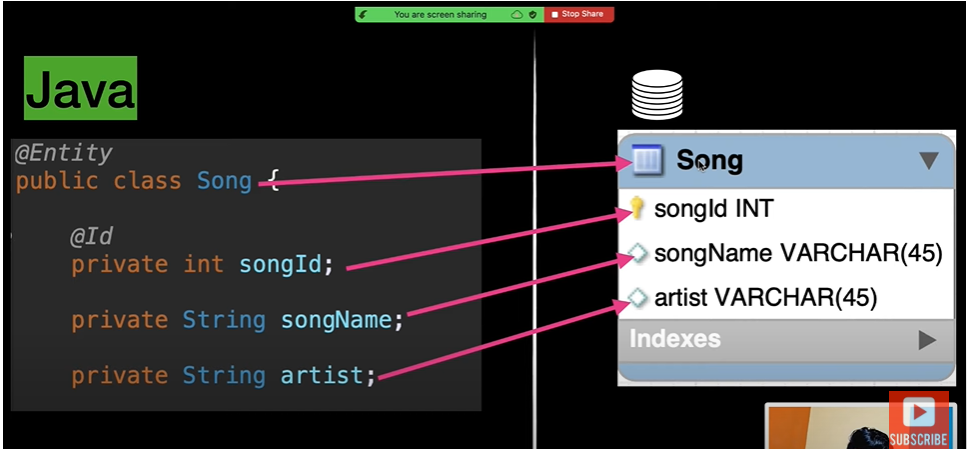 You are screen sharing
Stop Share
Java
@Entity
public class Song {
@Id
private int songId;
private String songName;
private String artist;
Song
songId INT
songName VARCHAR(45)
artist VARCHAR(45)
Indexes
SUBSCRIBE